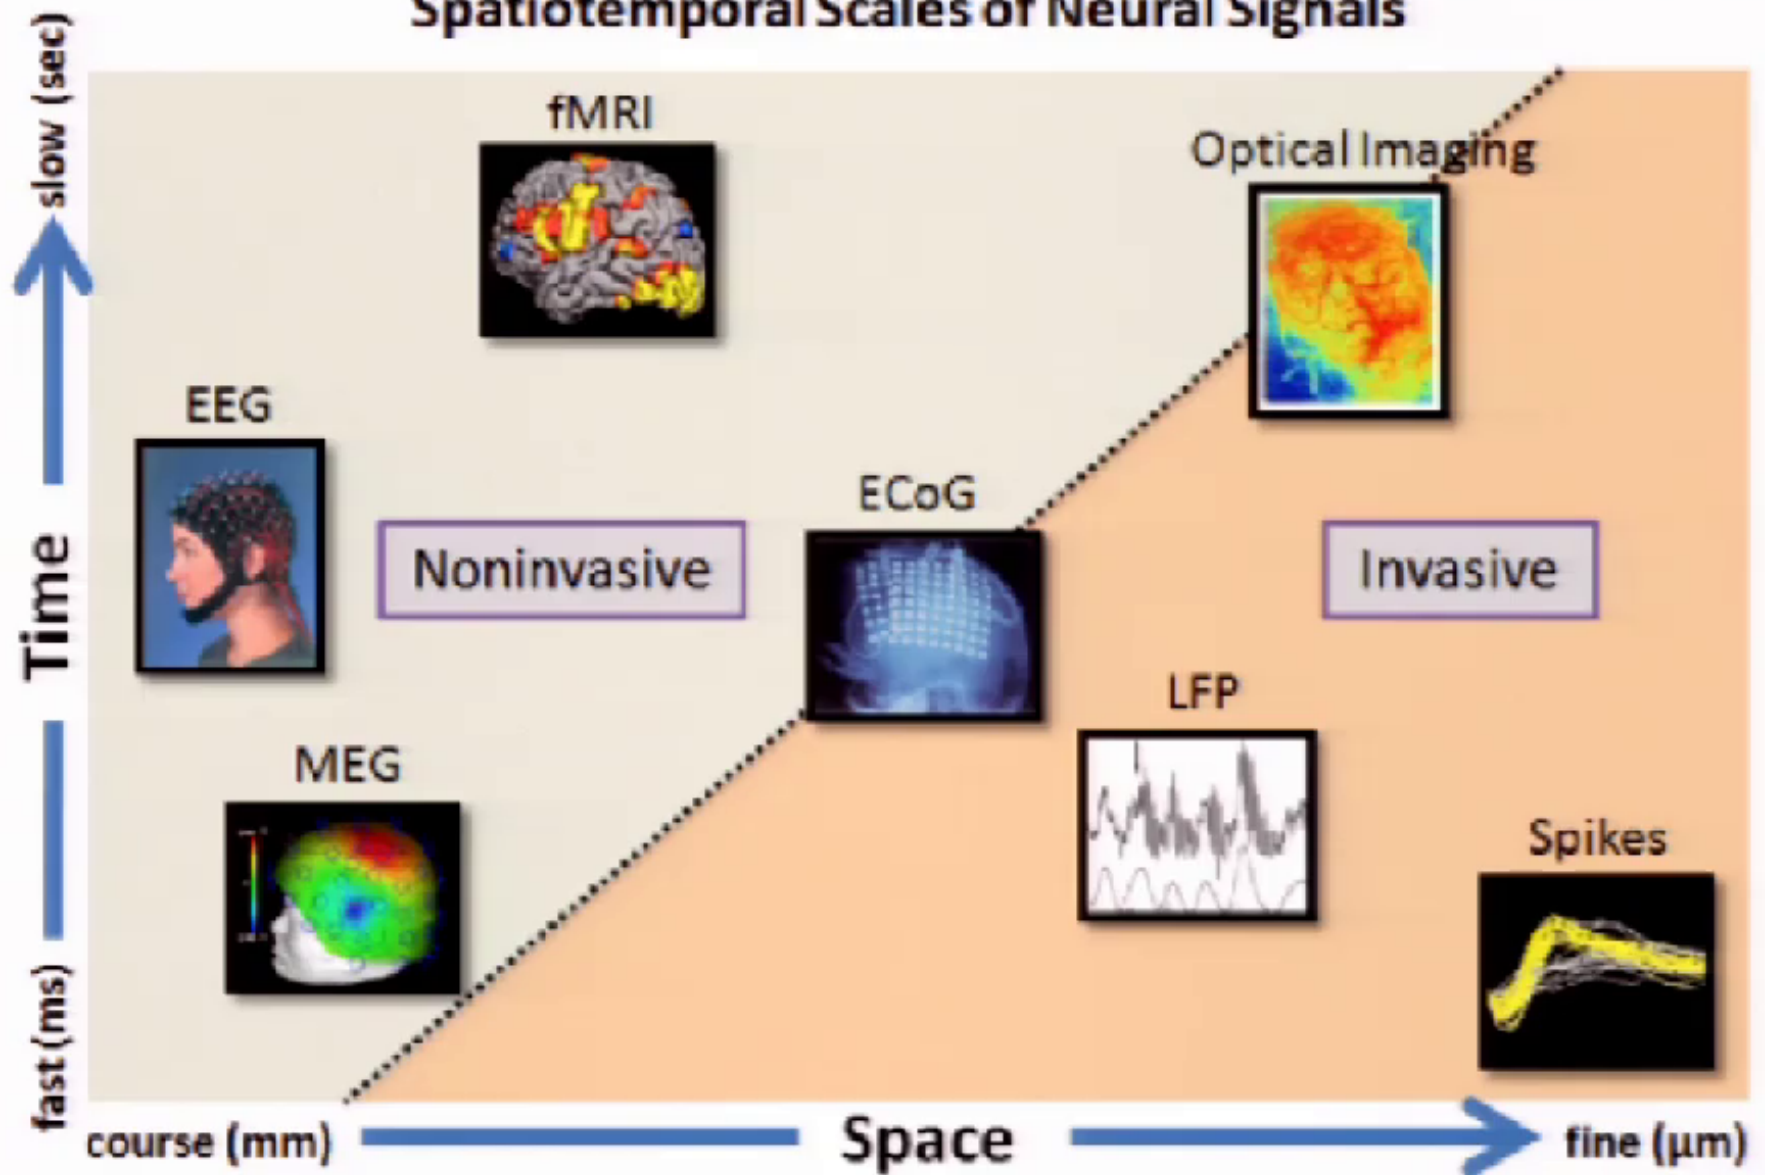 Spatiotemporal Scales of Neural Signals
slow (sec)
fMRI
Optical Imaging
EEG
ECoG
Noninvasive
Invasive
Time
LFP
MEG
Spikes
fast (ms)
course (mm)
Space
fine (μm)